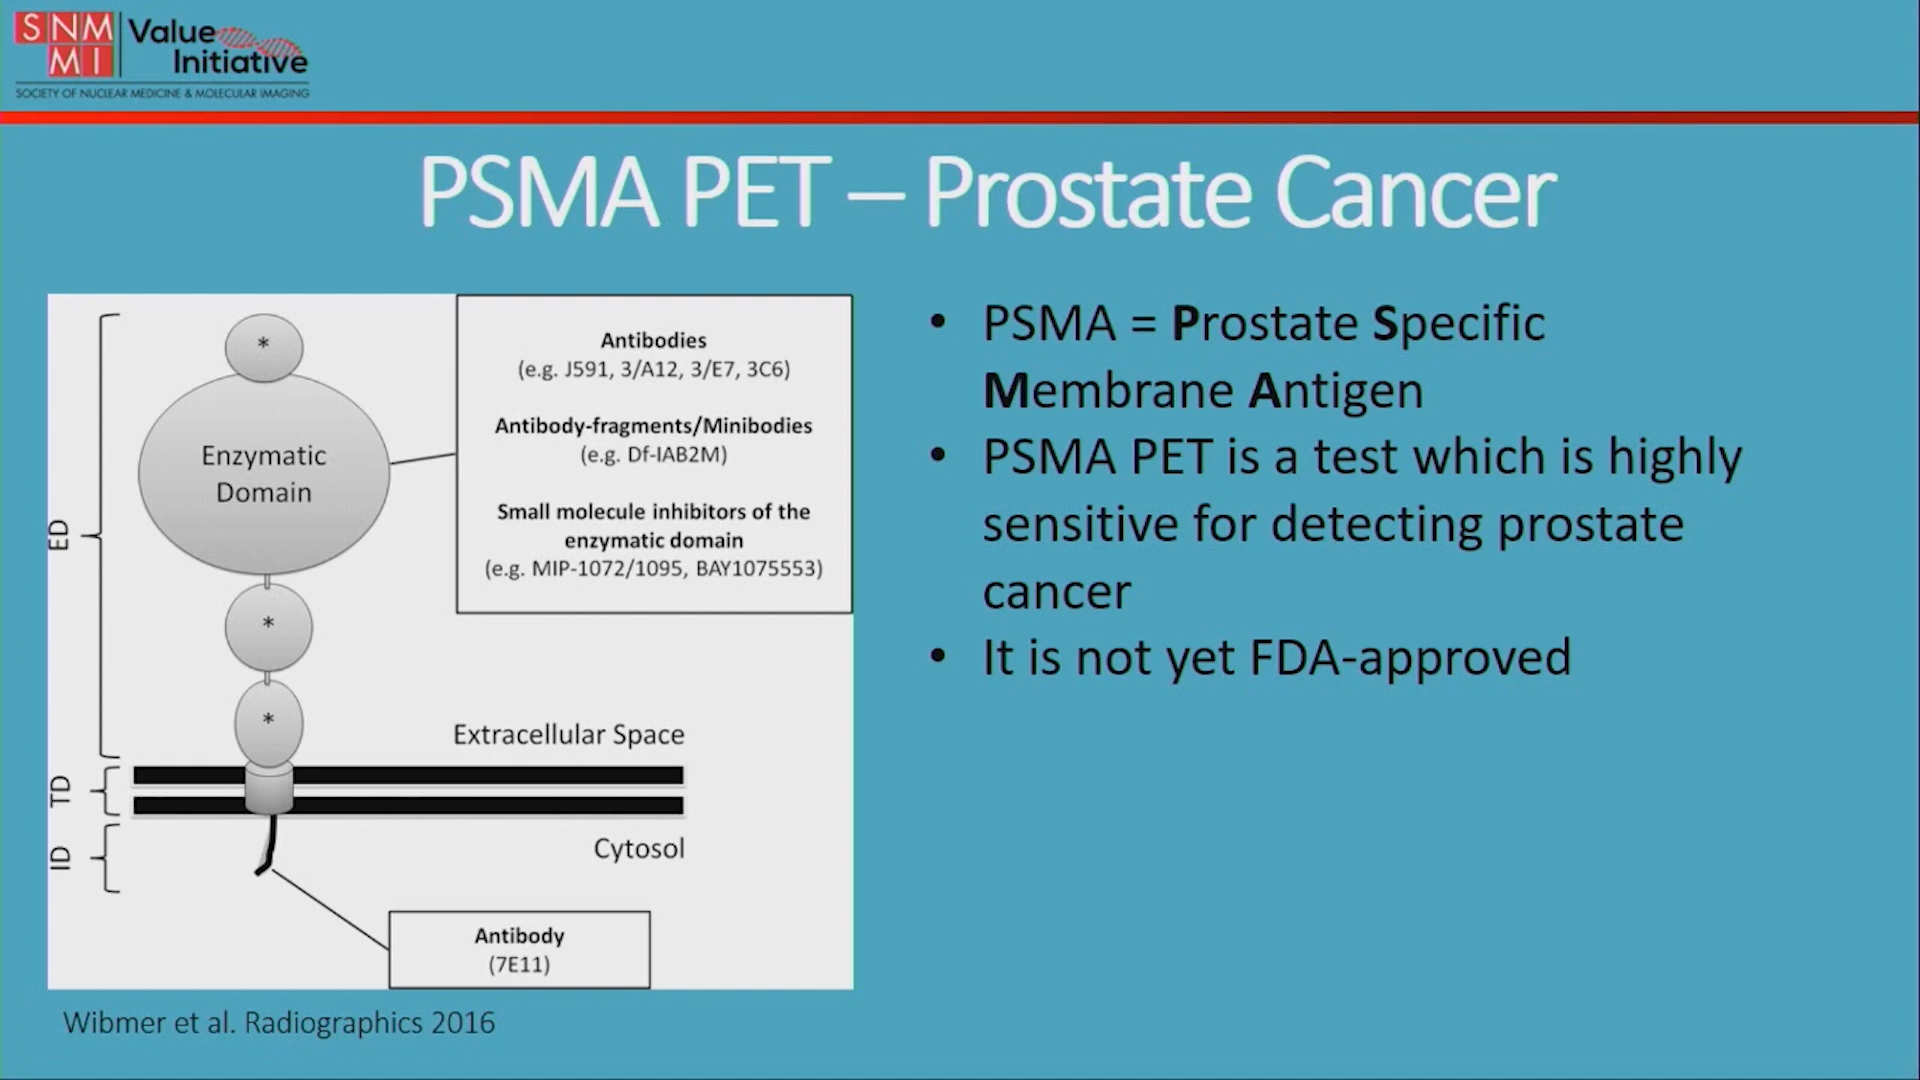 SNM
MI
Value
Initiative
SOCIETY OF NUCLEAR MEDICINE & MOLECULAR IMAGING
PSMA PET – Prostate Cancer
*
Enzymatic
Domain
*
*
ED
TD
ID
Antibodies
(e.g. J591, 3/A12, 3/E7, 3C6)
Antibody-fragments/Minibodies
(e.g. Df-IAB2M)
Small molecule inhibitors of the
enzymatic domain
(e.g. MIP-1072/1095, BAY1075553)
Extracellular Space
Cytosol
Antibody
(7E11)
Wibmer et al. Radiographics 2016
• PSMA = Prostate Specific
Membrane Antigen
• PSMA PET is a test which is highly
sensitive for detecting prostate
cancer
• It is not yet FDA-approved